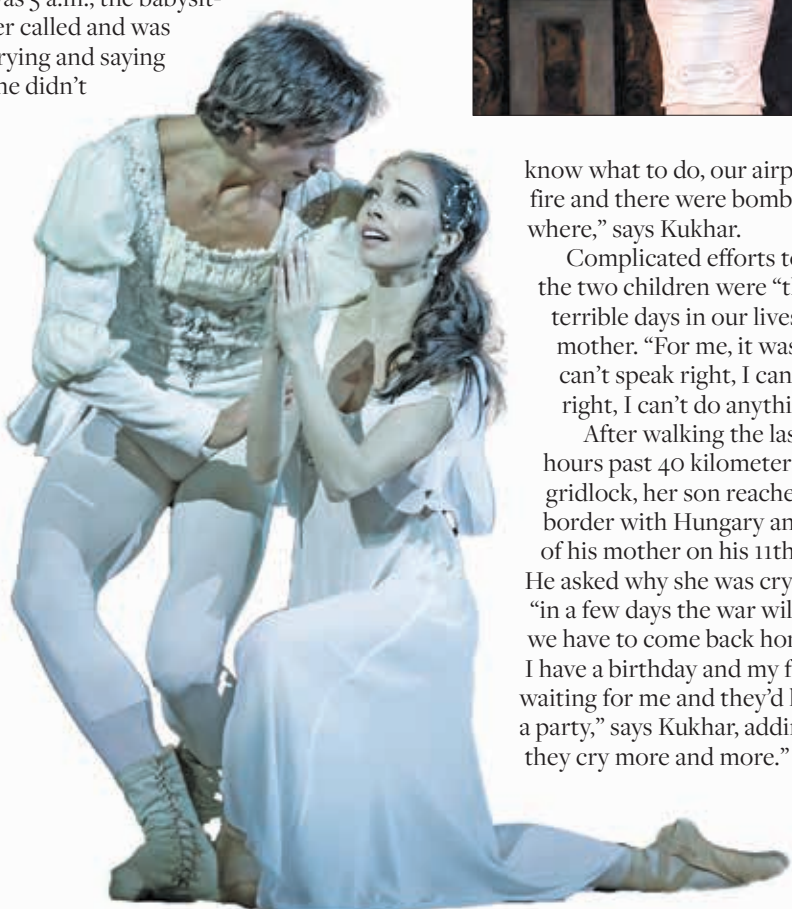 as 5 a.m., the babysit-
er called and was
rying and saying
he didn't
know what to do, our airp
fire and there were bomb
where,” says Kukhar.
Complicated efforts to
the two children were “th
terrible days in our lives
mother. “For me, it was
can't speak right, I can
right, I can't do anythi
After walking the las
hours past 40 kilometer
gridlock, her son reache
border with Hungary an
of his mother on his 11th
He asked why she was cry
“in a few days the war wil
we have to come back hom
I have a birthday and my f
waiting for me and they'd h
a party,” says Kukhar, addin
they cry more and more.”